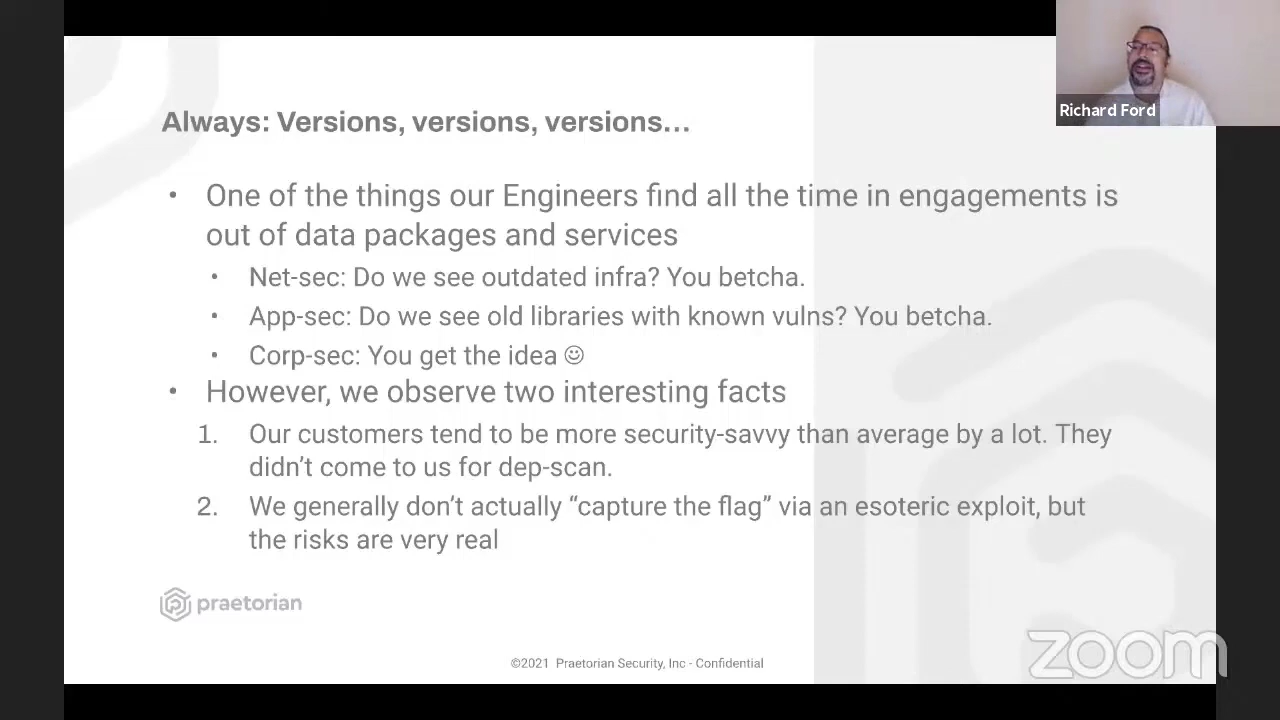 Richard Ford
Always: Versions, versions, versions...
• One of the things our Engineers find all the time in engagements is
out of data packages and services
• Net-sec: Do we see outdated infra? You betcha.
• App-sec: Do we see old libraries with known vulns? You betcha.
• Corp-sec: You get the idea ☺
• However, we observe two interesting facts
1. Our customers tend to be more security-savvy than average by a lot. They
didn’t come to us for dep-scan.
2. We generally don’t actually “capture the flag” via an esoteric exploit, but
the risks are very real
praetorian
©2021 Praetorian Security, Inc - Confidential
zoom